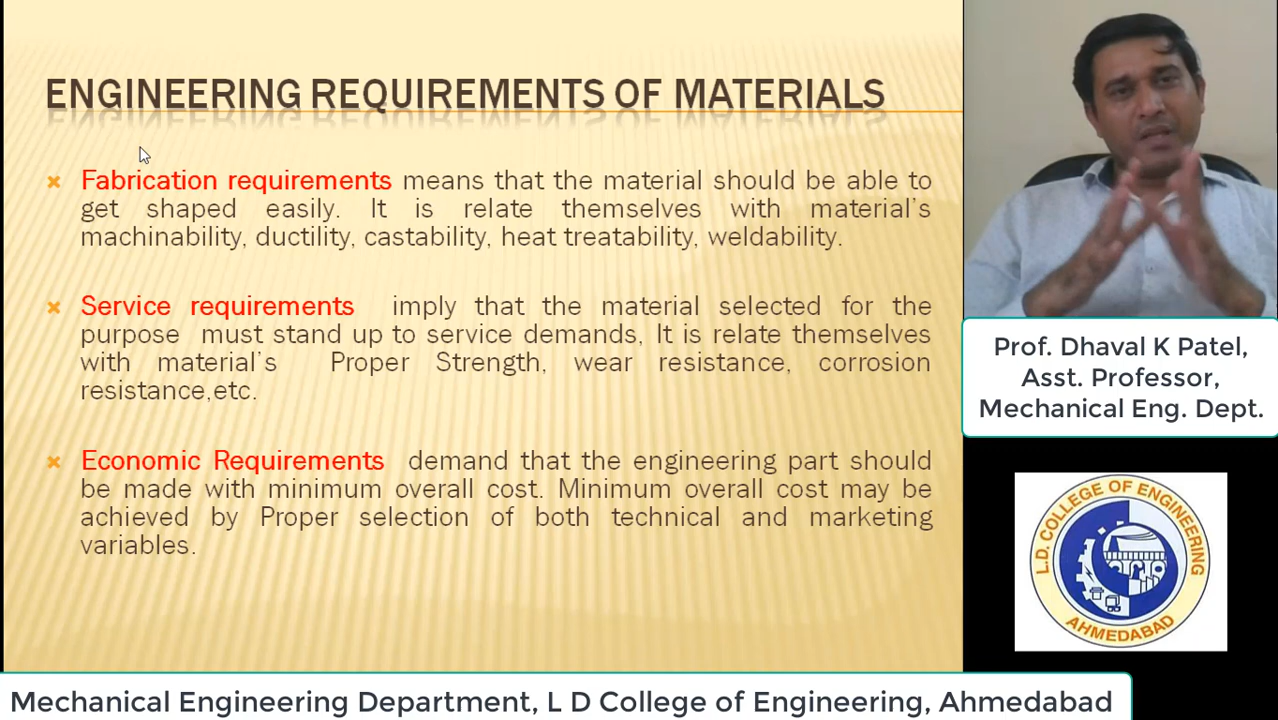 ENGINEERING REQUIREMENTS OF MATERIALS
Fabrication requirements means that the material should be able to
get shaped easily. It is relate themselves with material's
machinability, ductility, castability, heat treatability, weldability.
Service requirements imply that the material selected for the
purpose must stand up to service demands, It is relate themselves
with material's Proper Strength, wear resistance, corrosion
resistance,etc.
Economic Requirements demand that the engineering part should
be made with minimum overall cost. Minimum overall cost may be
achieved by Proper selection of both technical and marketing
variables.
Prof. Dhaval K Patel,
Asst. Professor,
Mechanical Eng. Dept.
L.D. COLLEGE OF ENGINEERING
AHMEDABAD
Mechanical Engineering Department, L D College of Engineering, Ahmedabad